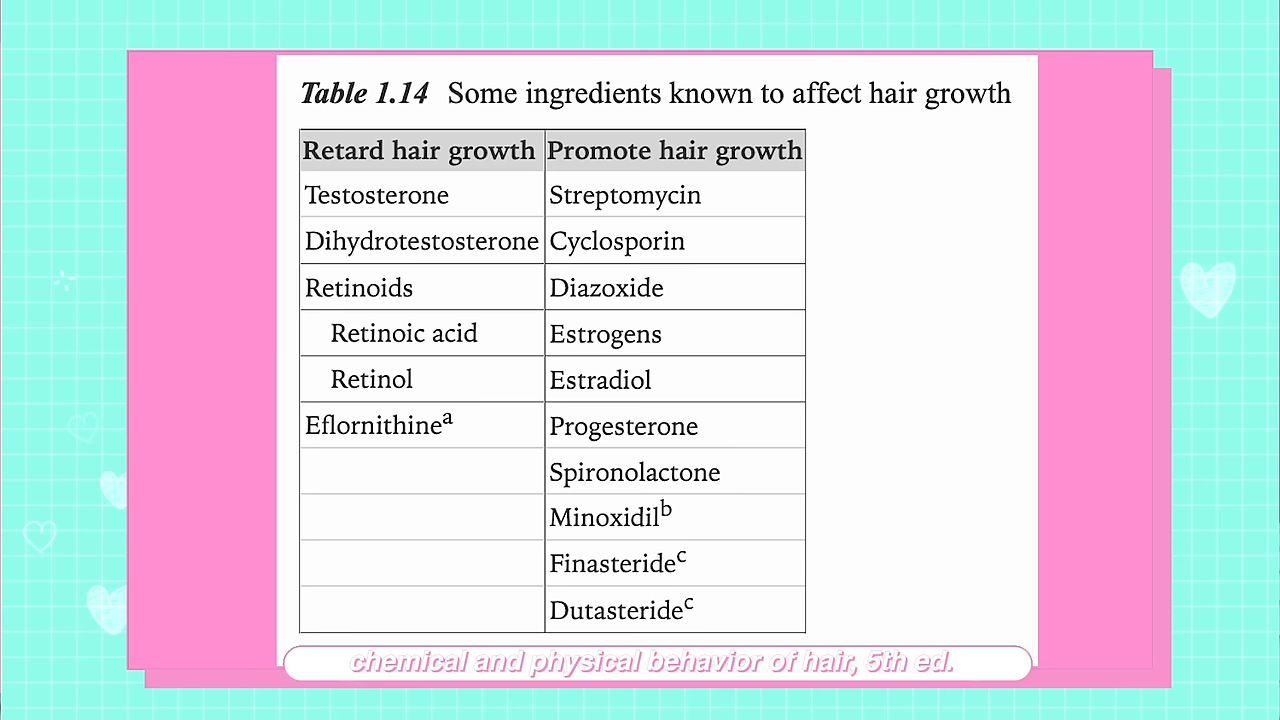 Table 1.14 Some ingredients known to affect hair growth
Retard hair growth Promote hair growth
Testosterone Streptomycin
Dihydrotestosterone Cyclosporin
Retinoids Diazoxide
Retinoic acid Estrogens
Retinol Estradiol
Eflornithineᵃ Progesterone
Spironolactone
Minoxidilᵇ
Finasterideᶜ
Dutasterideᶜ
chemical and physical behavior of hair, 5th ed.